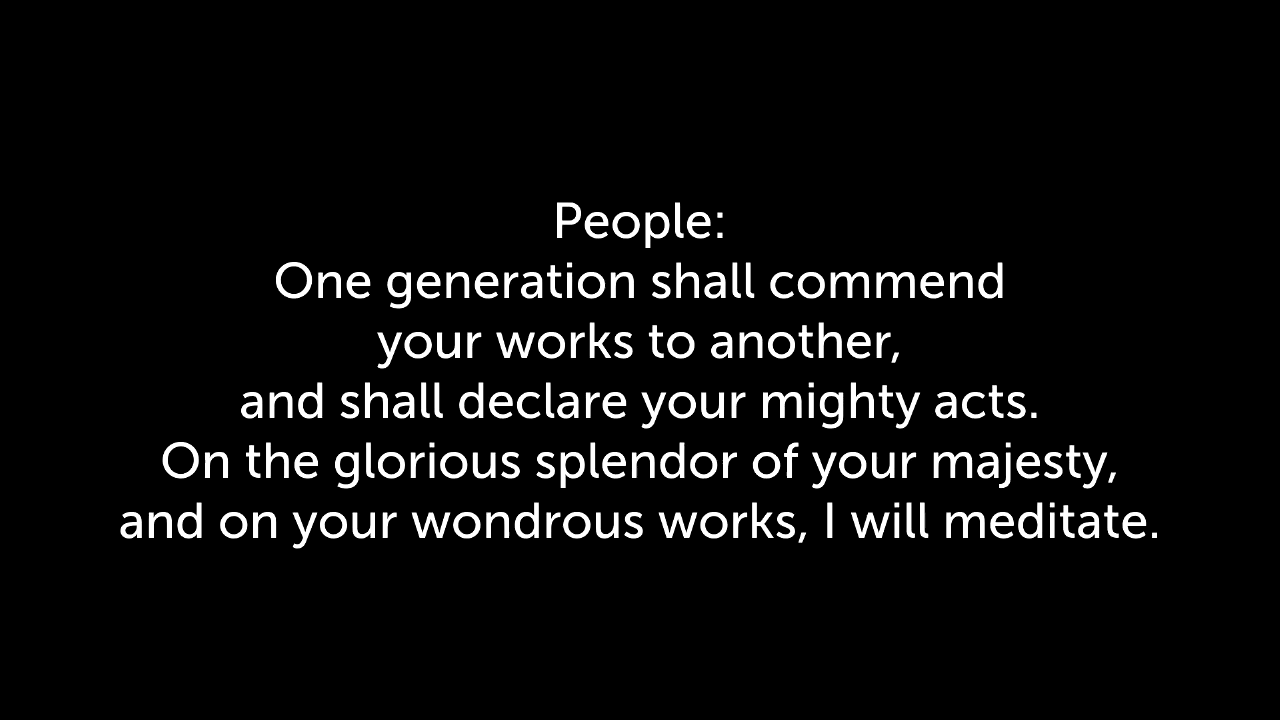 People:
One generation shall commend
your works to another,
and shall declare your mighty acts.
On the glorious splendor of your majesty,
and on your wondrous works, I will meditate.